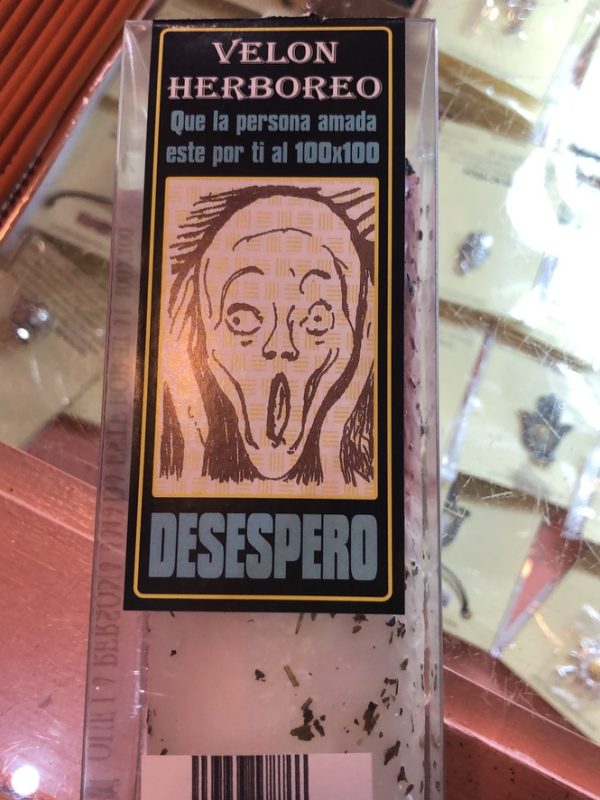 VELON
HERBOREO
Que la persona amada
este por ti al 100x100
DESESPERO